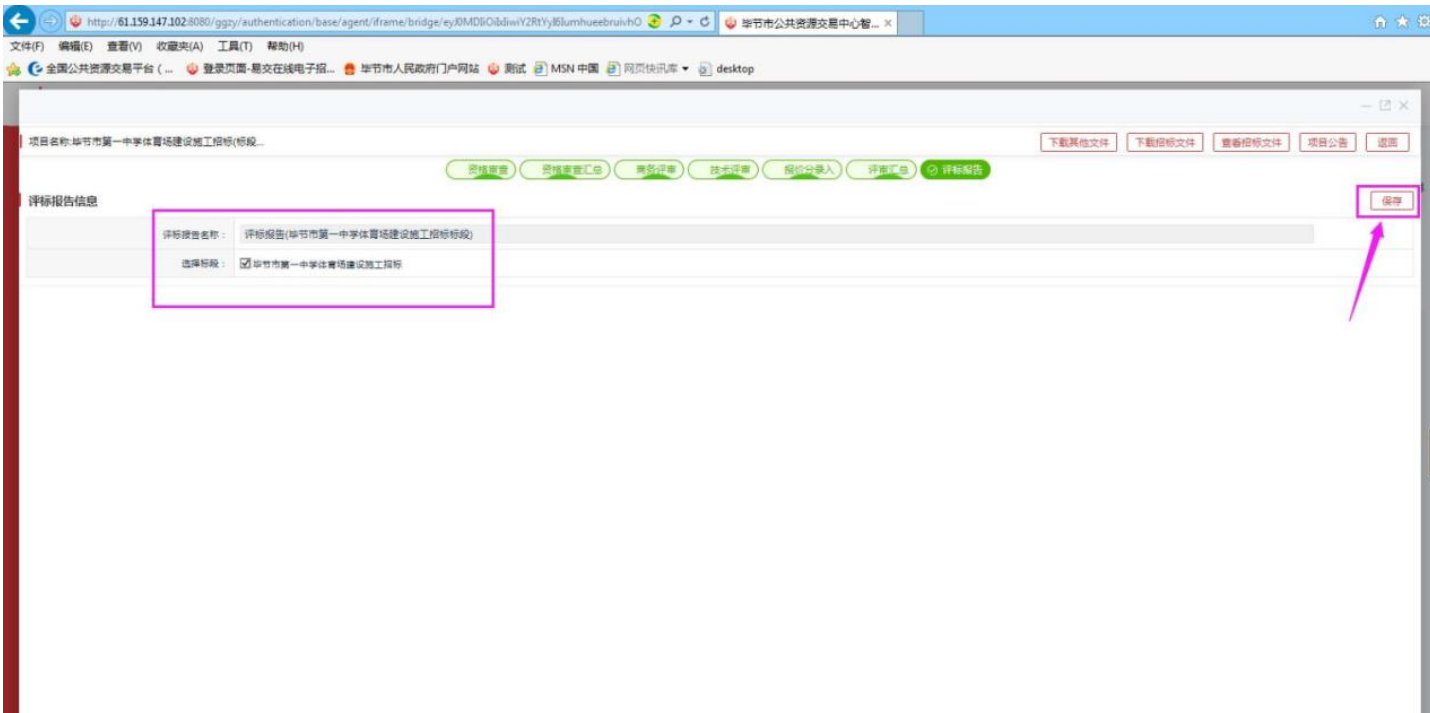 http://61.159.147.102:8080/ggzy/authentication/base/agent/iframe/bridge/
毕节市公共资源交易中心智...
文件(F) 编辑(E) 查看(V) 收藏夹(A) 工具(T) 帮助(H)
全国公共资源交易平台 (... 登录页面-易交在线电子招... 毕节市人民政府门户网站 测试 MSN 中国 网页快讯库 desktop
项目名称:毕节市第一中学体育场建设施工招标(标段...
下载其他文件 下载招标文件 查看招标文件 项目公告 退回
资格审查 资格审查汇总 商务评审 技术评审 报价分录入 评审汇总 评标报告
评标报告信息
保存
评标报告名称： 评标报告(毕节市第一中学体育场建设施工招标标段)
选择标段： 毕节市第一中学体育场建设施工招标